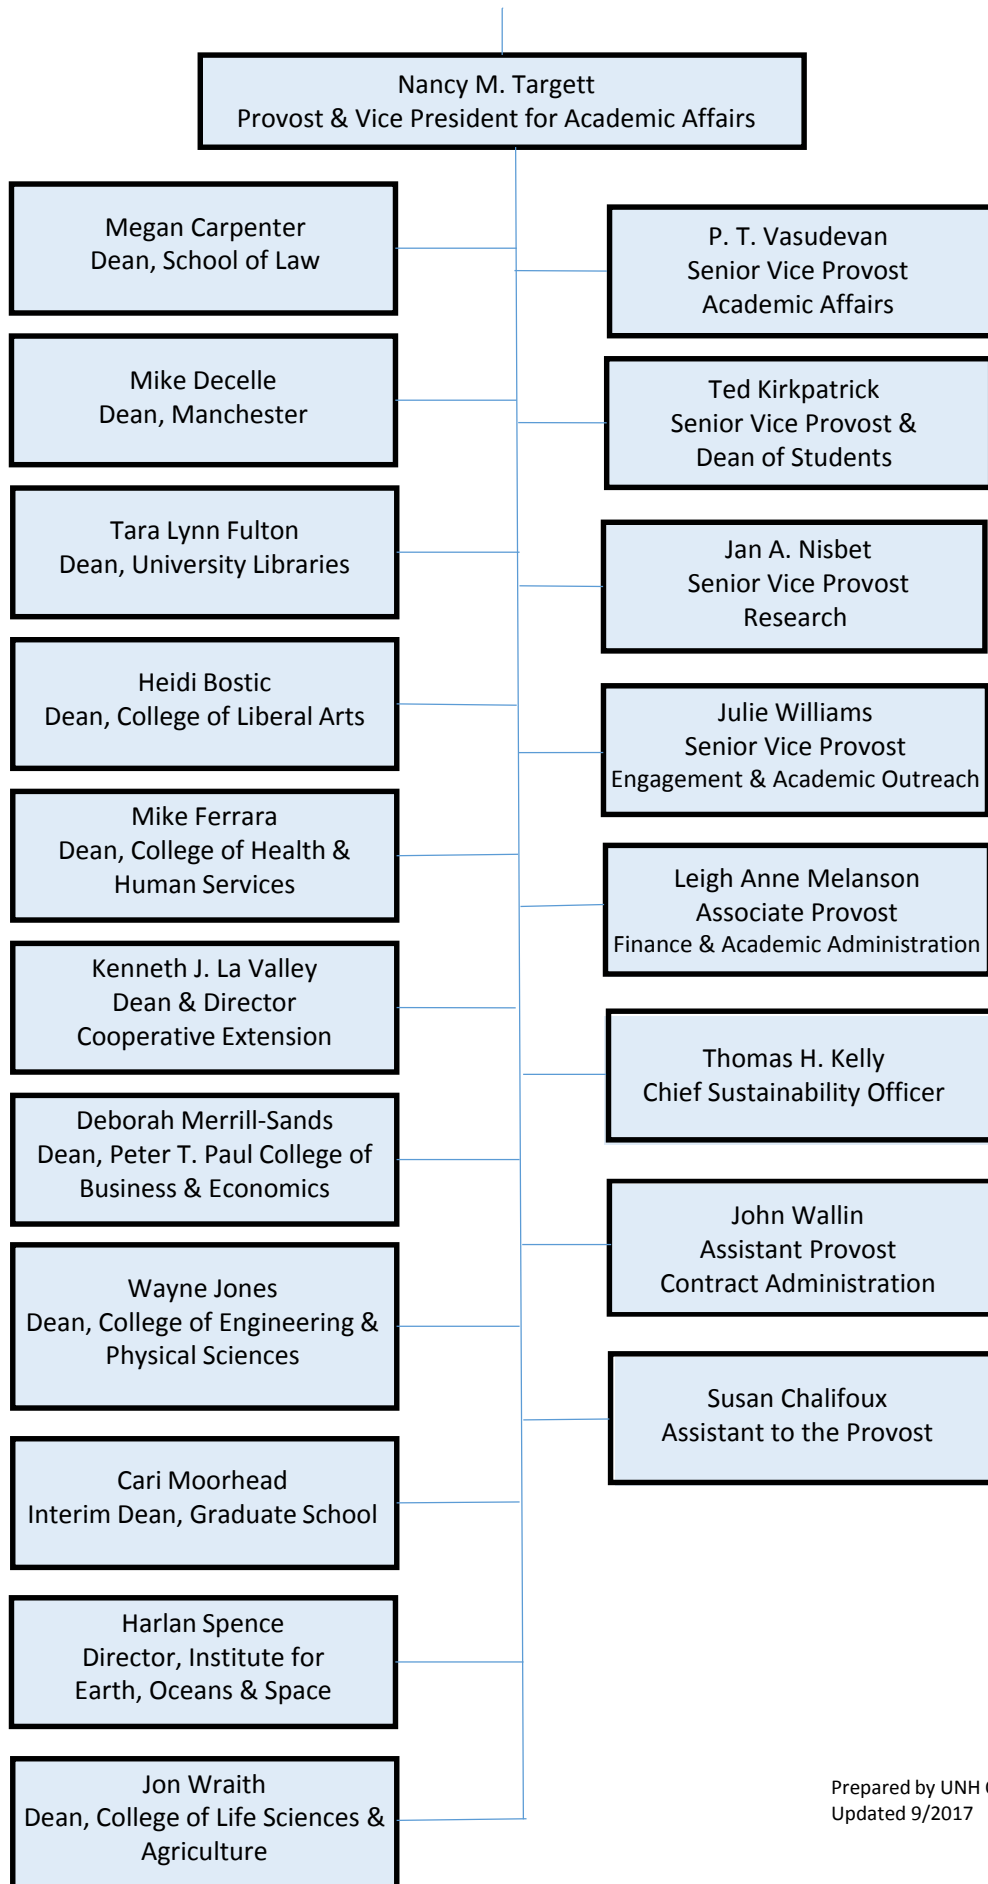 Nancy M. Targett
Provost & Vice President for Academic Affairs
Megan Carpenter
Dean, School of Law
Mike Decelle
Dean, Manchester
Tara Lynn Fulton
Dean, University Libraries
Heidi Bostic
Dean, College of Liberal Arts
Mike Ferrara
Dean, College of Health &
Human Services
Kenneth J. La Valley
Dean & Director
Cooperative Extension
Deborah Merrill-Sands
Dean, Peter T. Paul College of
Business & Economics
Wayne Jones
Dean, College of Engineering &
Physical Sciences
Cari Moorhead
Interim Dean, Graduate School
Harlan Spence
Director, Institute for
Earth, Oceans & Space
Jon Wraith
Dean, College of Life Sciences &
Agriculture
P. T. Vasudevan
Senior Vice Provost
Academic Affairs
Ted Kirkpatrick
Senior Vice Provost &
Dean of Students
Jan A. Nisbet
Senior Vice Provost
Research
Julie Williams
Senior Vice Provost
Engagement & Academic Outreach
Leigh Anne Melanson
Associate Provost
Finance & Academic Administration
Thomas H. Kelly
Chief Sustainability Officer
John Wallin
Assistant Provost
Contract Administration
Susan Chalifoux
Assistant to the Provost
Prepared by UNH
Updated 9/2017